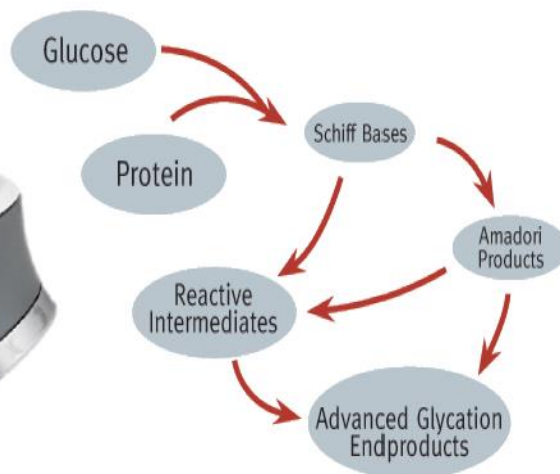 Glucose
Protein
Schiff Bases
Amadori
Products
Reactive
Intermediates
Advanced Glycation
Endproducts